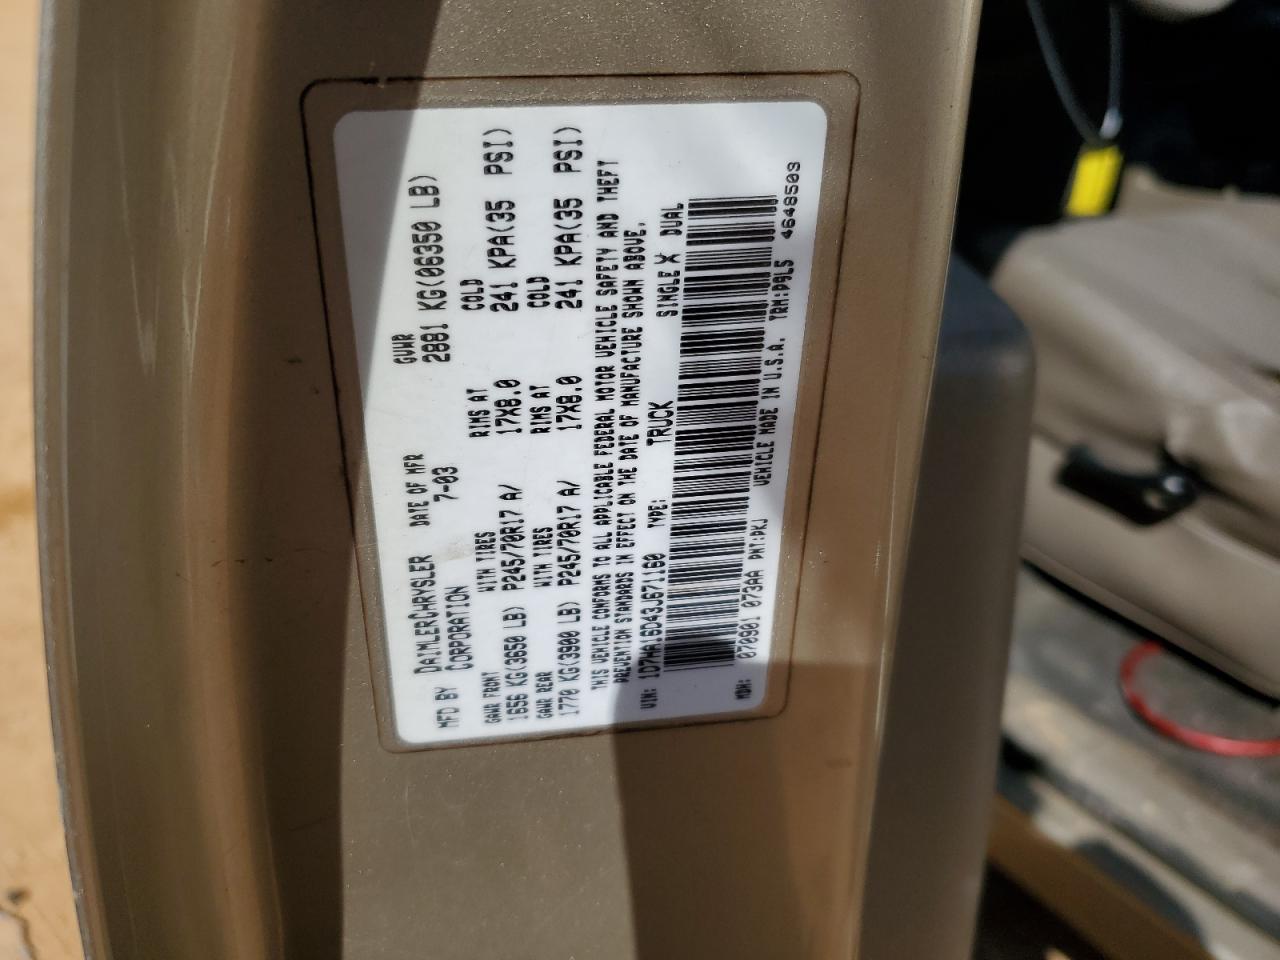 MFD BY DAIMLERCHRYSLER CORPORATION DATE OF MFR 7-03 GVWR 2881 KG(06350 LB)
GAWR FRONT WITH TIRES RIMS AT COLD
1656 KG(3650 LB) P245/70R17 A/ 17X8.0 241 KPA(35 PSI)
GAWR REAR WITH TIRES RIMS AT COLD
1770 KG(3900 LB) P245/70R17 A/ 17X8.0 241 KPA(35 PSI)
THIS VEHICLE CONFORMS TO ALL APPLICABLE FEDERAL MOTOR VEHICLE SAFETY AND THEFT
PREVENTION STANDARDS IN EFFECT ON THE DATE OF MANUFACTURE SHOWN ABOVE.
VIN: 1D7HA16D43J671160 TYPE: TRUCK SINGLE X DUAL
MDH: 070901 073AA PNT:PKJ VEHICLE MADE IN U.S.A. TRM:P9L5 4648503